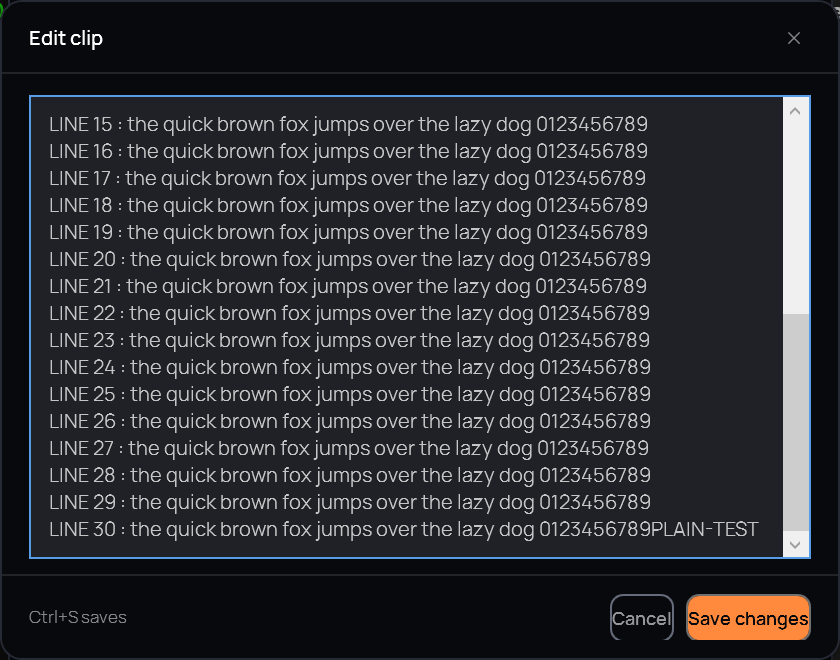 Edit clip
LINE 15 : the quick brown fox jumps over the lazy dog 0123456789
LINE 16 : the quick brown fox jumps over the lazy dog 0123456789
LINE 17 : the quick brown fox jumps over the lazy dog 0123456789
LINE 18 : the quick brown fox jumps over the lazy dog 0123456789
LINE 19 : the quick brown fox jumps over the lazy dog 0123456789
LINE 20 : the quick brown fox jumps over the lazy dog 0123456789
LINE 21 : the quick brown fox jumps over the lazy dog 0123456789
LINE 22 : the quick brown fox jumps over the lazy dog 0123456789
LINE 23 : the quick brown fox jumps over the lazy dog 0123456789
LINE 24 : the quick brown fox jumps over the lazy dog 0123456789
LINE 25 : the quick brown fox jumps over the lazy dog 0123456789
LINE 26 : the quick brown fox jumps over the lazy dog 0123456789
LINE 27 : the quick brown fox jumps over the lazy dog 0123456789
LINE 28 : the quick brown fox jumps over the lazy dog 0123456789
LINE 29 : the quick brown fox jumps over the lazy dog 0123456789
LINE 30 : the quick brown fox jumps over the lazy dog 0123456789PLAIN-TEST
Ctrl+S saves
Cancel
Save changes